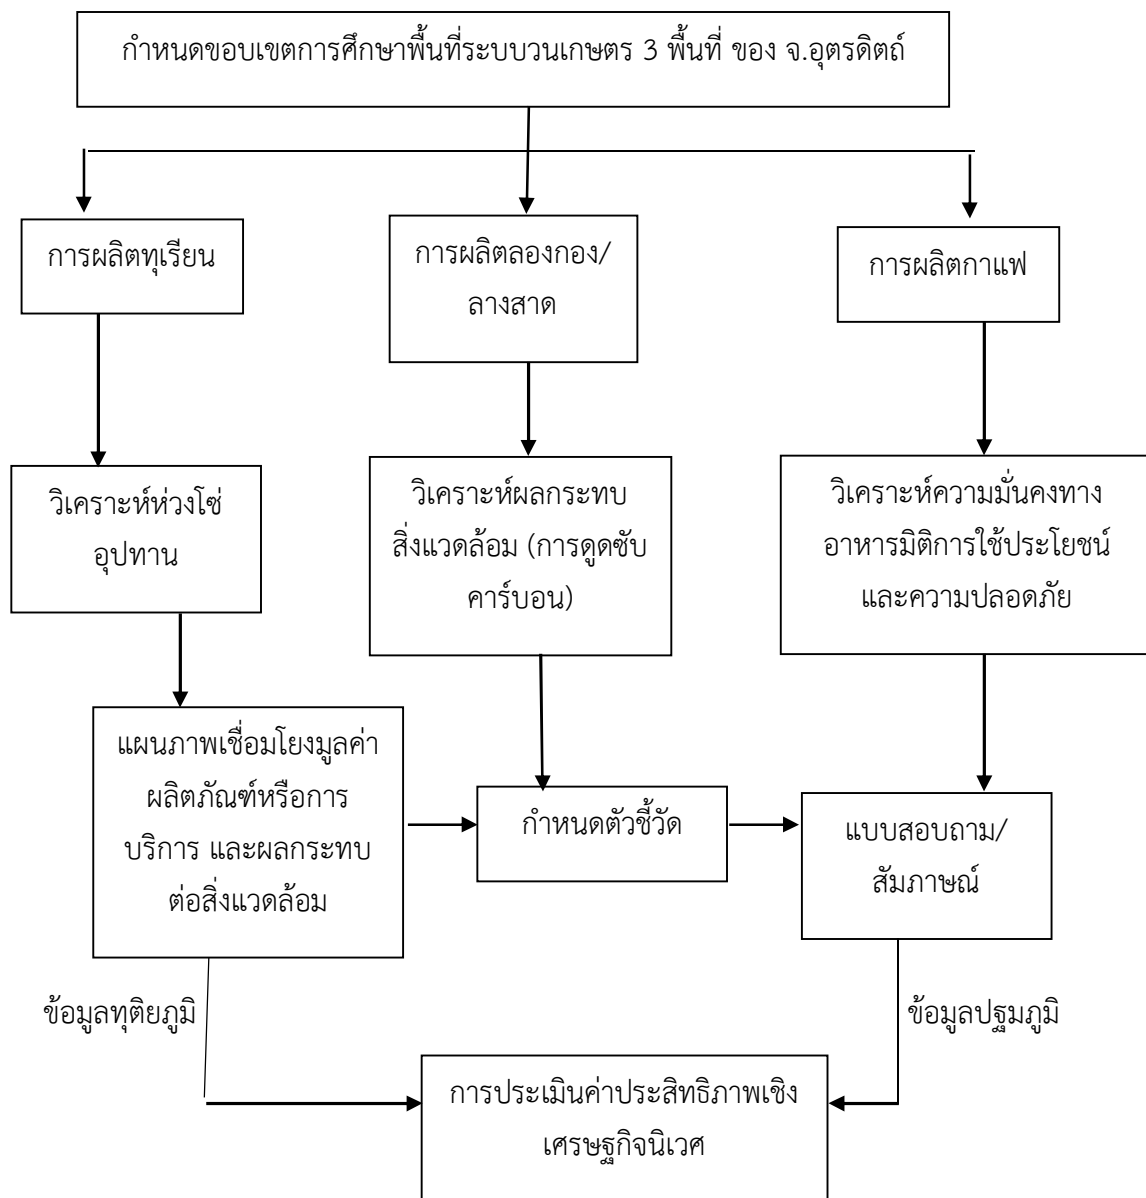 กำหนดขอบเขตการศึกษาพื้นที่ระบบวนเกษตร 3 พื้นที่ ของ จ.อุตรดิตถ์
การผลิตทุเรียน
การผลิตลองกอง/
ลางสาด
การผลิตกาแฟ
วิเคราะห์ห่วงโซ่
อุปทาน
วิเคราะห์ผลกระทบ
สิ่งแวดล้อม (การดูดซับ
คาร์บอน)
วิเคราะห์ความมั่นคงทาง
อาหารมิติการใช้ประโยชน์
และความปลอดภัย
แผนภาพเชื่อมโยงมูลค่า
ผลิตภัณฑ์หรือการ
บริการ และผลกระทบ
ต่อสิ่งแวดล้อม
กำหนดตัวชี้วัด
แบบสอบถาม/
สัมภาษณ์
ข้อมูลทุติยภูมิ
ข้อมูลปฐมภูมิ
การประเมินค่าประสิทธิภาพเชิง
เศรษฐกิจนิเวศ